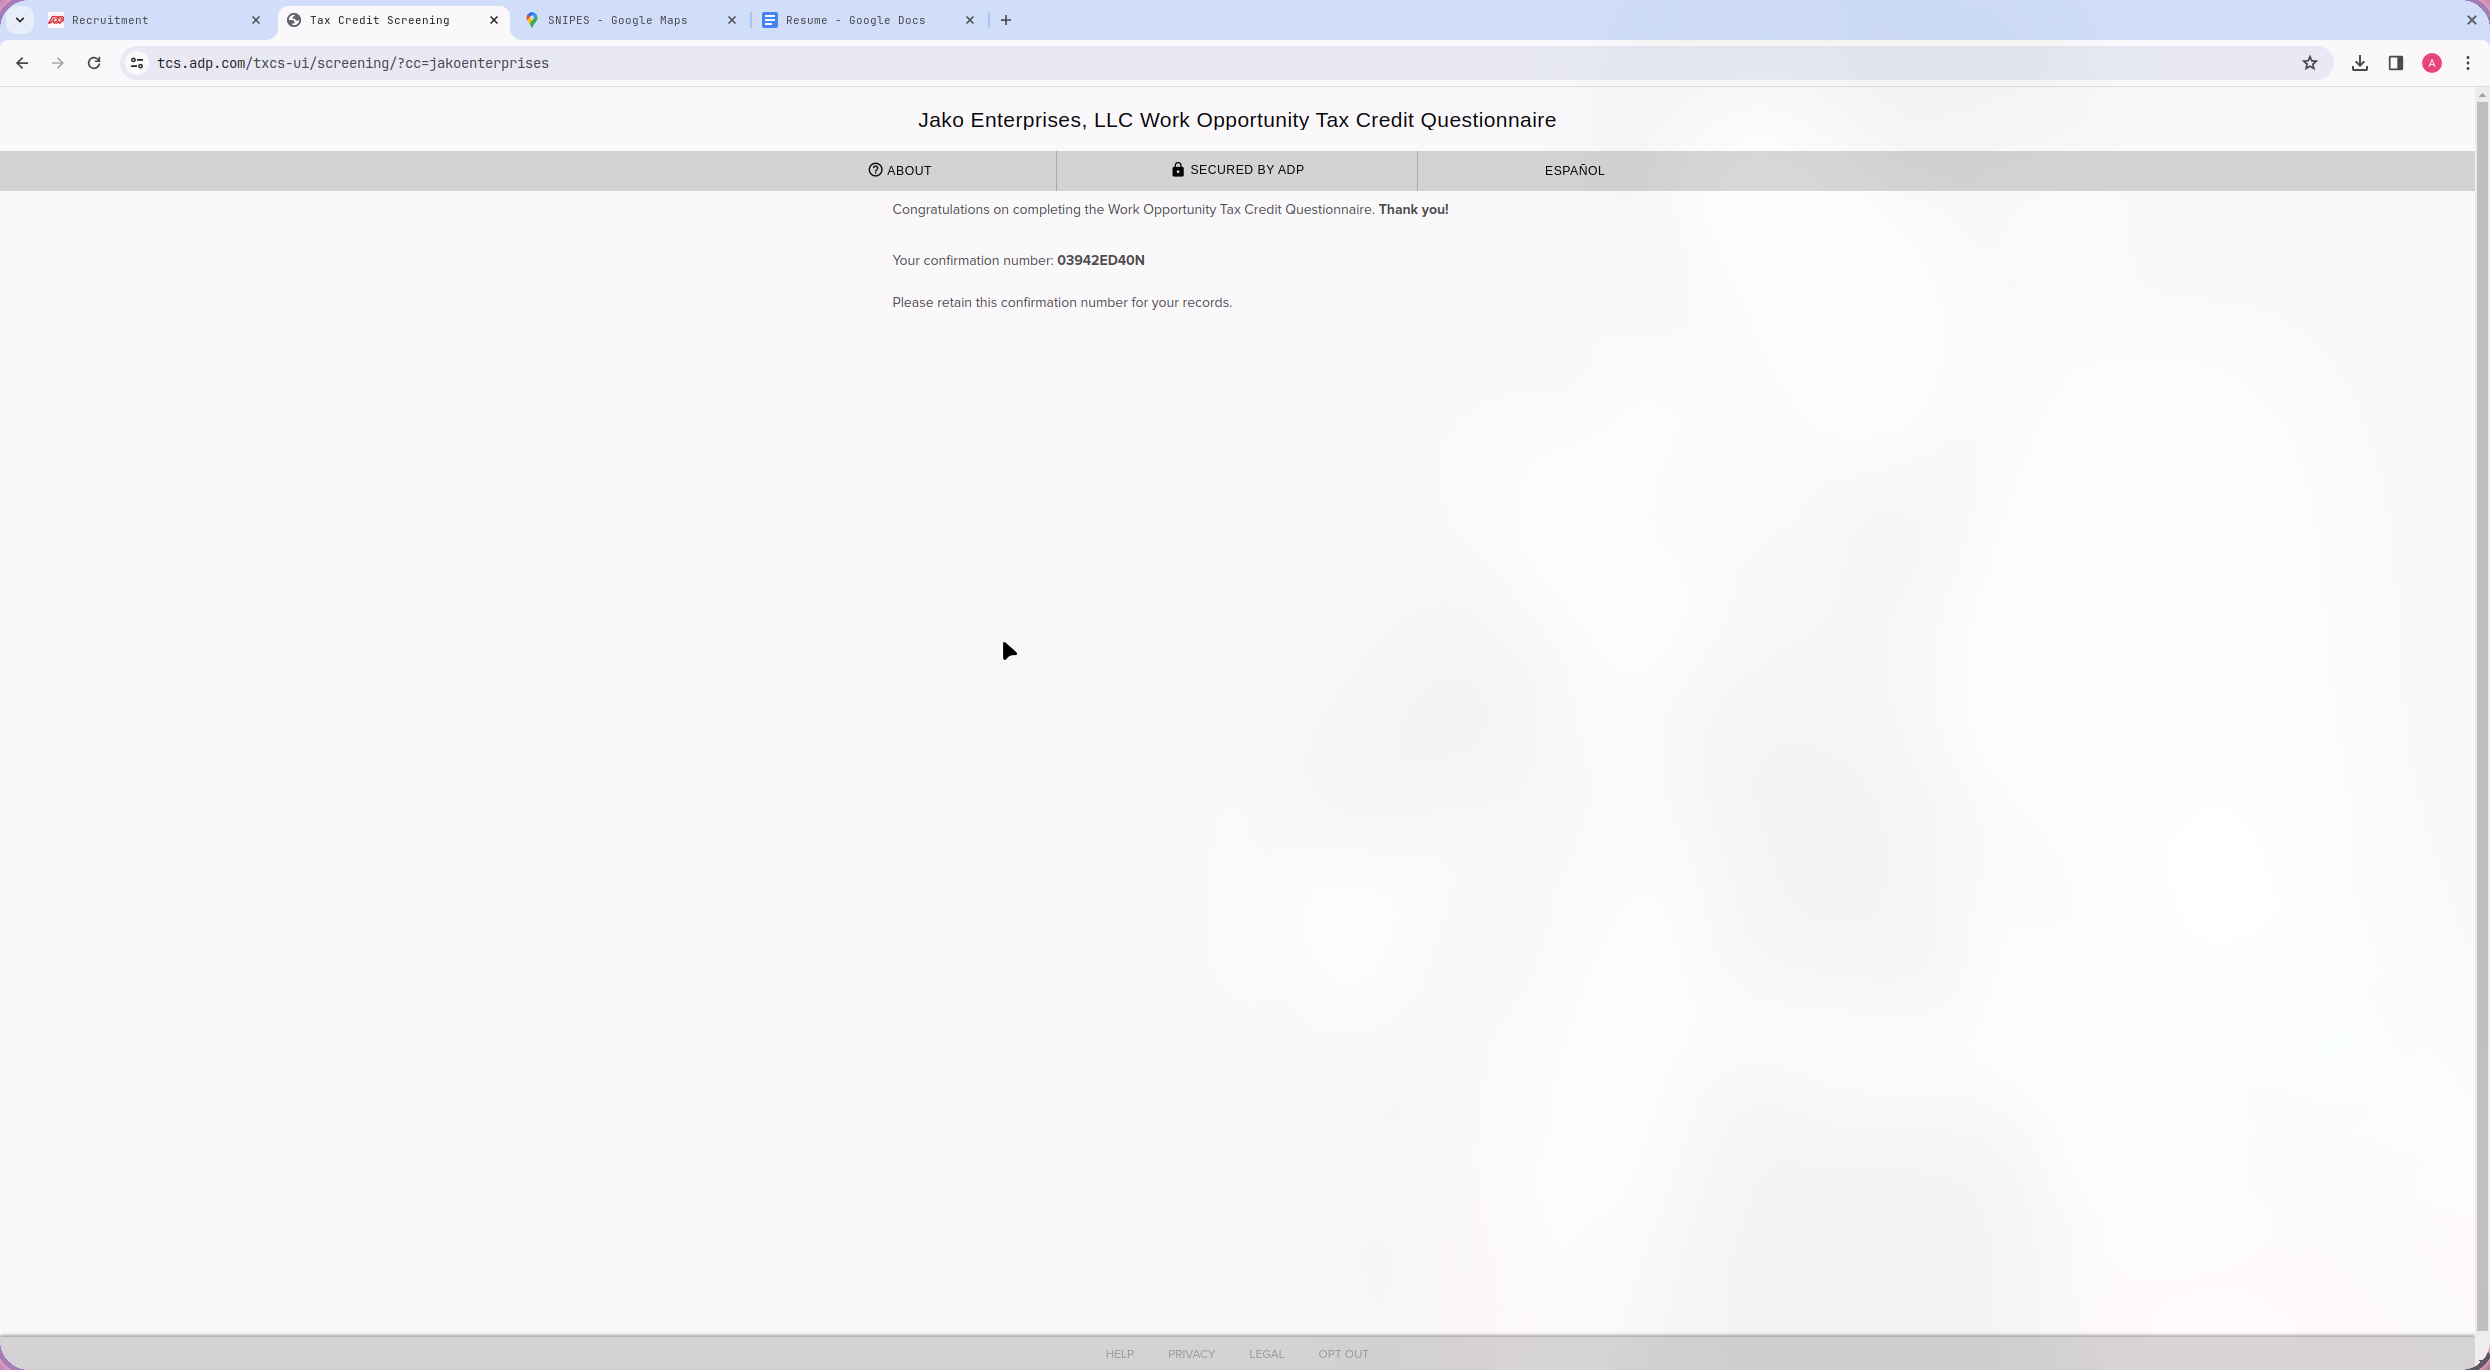 Recruitment
Tax Credit Screening
SNIPES - Google Maps
Resume - Google Docs
tcs.adp.com/txcs-ui/screening/?cc=jakoenterprises
A
Jako Enterprises, LLC Work Opportunity Tax Credit Questionnaire
ABOUT
SECURED BY ADP
ESPAÑOL
Congratulations on completing the Work Opportunity Tax Credit Questionnaire. Thank you!
Your confirmation number: 03942ED40N
Please retain this confirmation number for your records.
HELP PRIVACY LEGAL OPT OUT